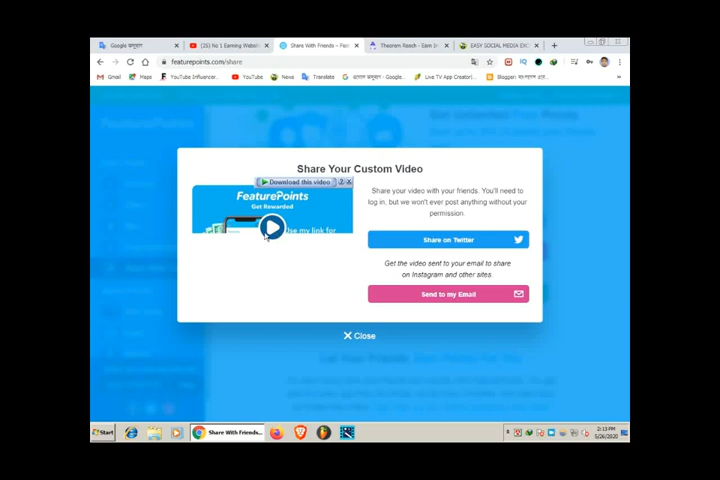 Google অনুবাদ
(25) No 1 Earning Websit
Share With Friends – Feat
Theorem Reach - Earn
EASY SOCIAL MEDIA EXC
featurepoints.com/share
Gmail
Maps
YouTube Influencer...
YouTube
News
Translate
Google...
Live TV App Creator|...
FeaturePoints
Share Your Custom Video
Download this video
FeaturePoints
Get Rewarded
Use my link for
Share your video with your friends. You'll need to
log in, but we won't ever post anything without your
permission.
Share on Twitter
Get the video sent to your email to share
on Instagram and other sites.
Send to my Email
Close
Start
Share With Friends...
2:13 PM
5/26/2020